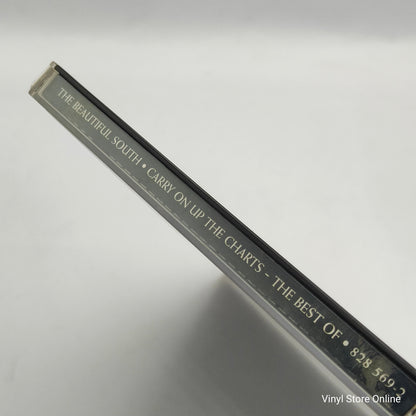 THE BEAUTIFUL SOUTH • CARRY ON UP THE CHARTS - THE BEST OF • 828 569-2
Vinyl Store Online